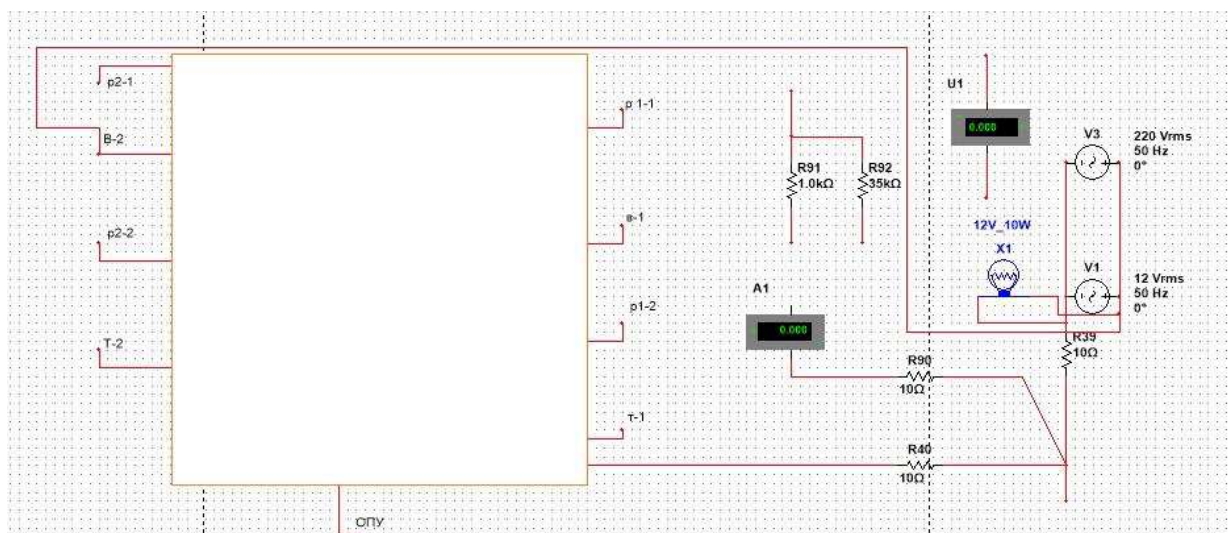 p2-1
B-2
p2-2
T-2
p 1-1
в-1
p1-2
т-1
ОПУ
R91
1.0kΩ
R92
35kΩ
U1
0.000
V3
220 Vrms
50 Hz
0°
12V_10W
X1
V1
12 Vrms
50 Hz
0°
A1
0.000
R39
10Ω
R90
10Ω
R40
10Ω